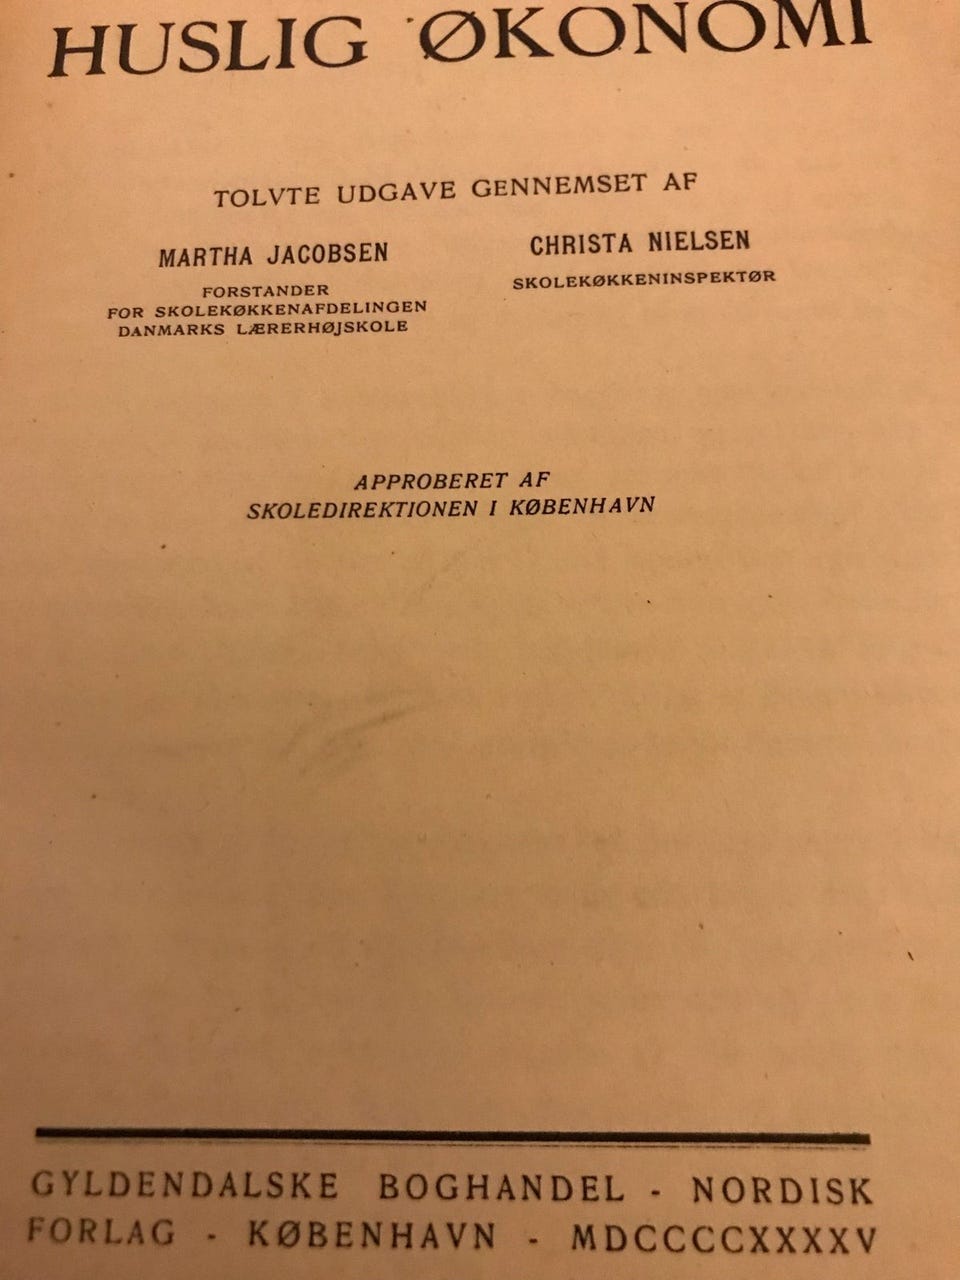 HUSLIG ØKONOMI
TOLVTE UDGAVE GENNEMSET AF
MARTHA JACOBSEN
FORSTANDER
FOR SKOLEKØKKENAFDELINGEN
DANMARKS LÆRERHØJSKOLE
CHRISTA NIELSEN
SKOLEKØKKENINSPEKTØR
APPROBERET AF
SKOLEDIREKTIONEN I KØBENHAVN
GYLDENDALSKE BOGHANDEL - NORDISK
FORLAG - KØBENHAVN - MDCCCCXXXXV